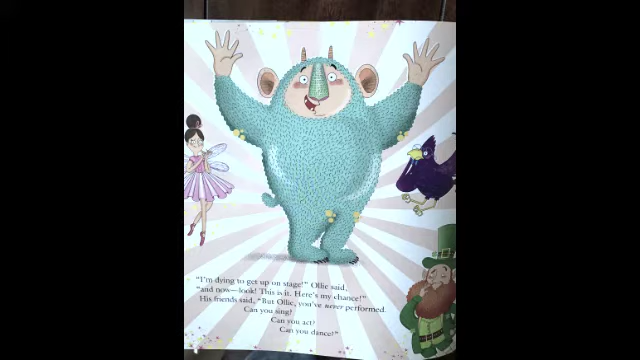 "I'm dying to get up on stage!" Ollie said,
"and now—look! This is it. Here's my chance!"
His friends said, "But Ollie, you've never performed.
Can you sing?
Can you act?
Can you dance?"